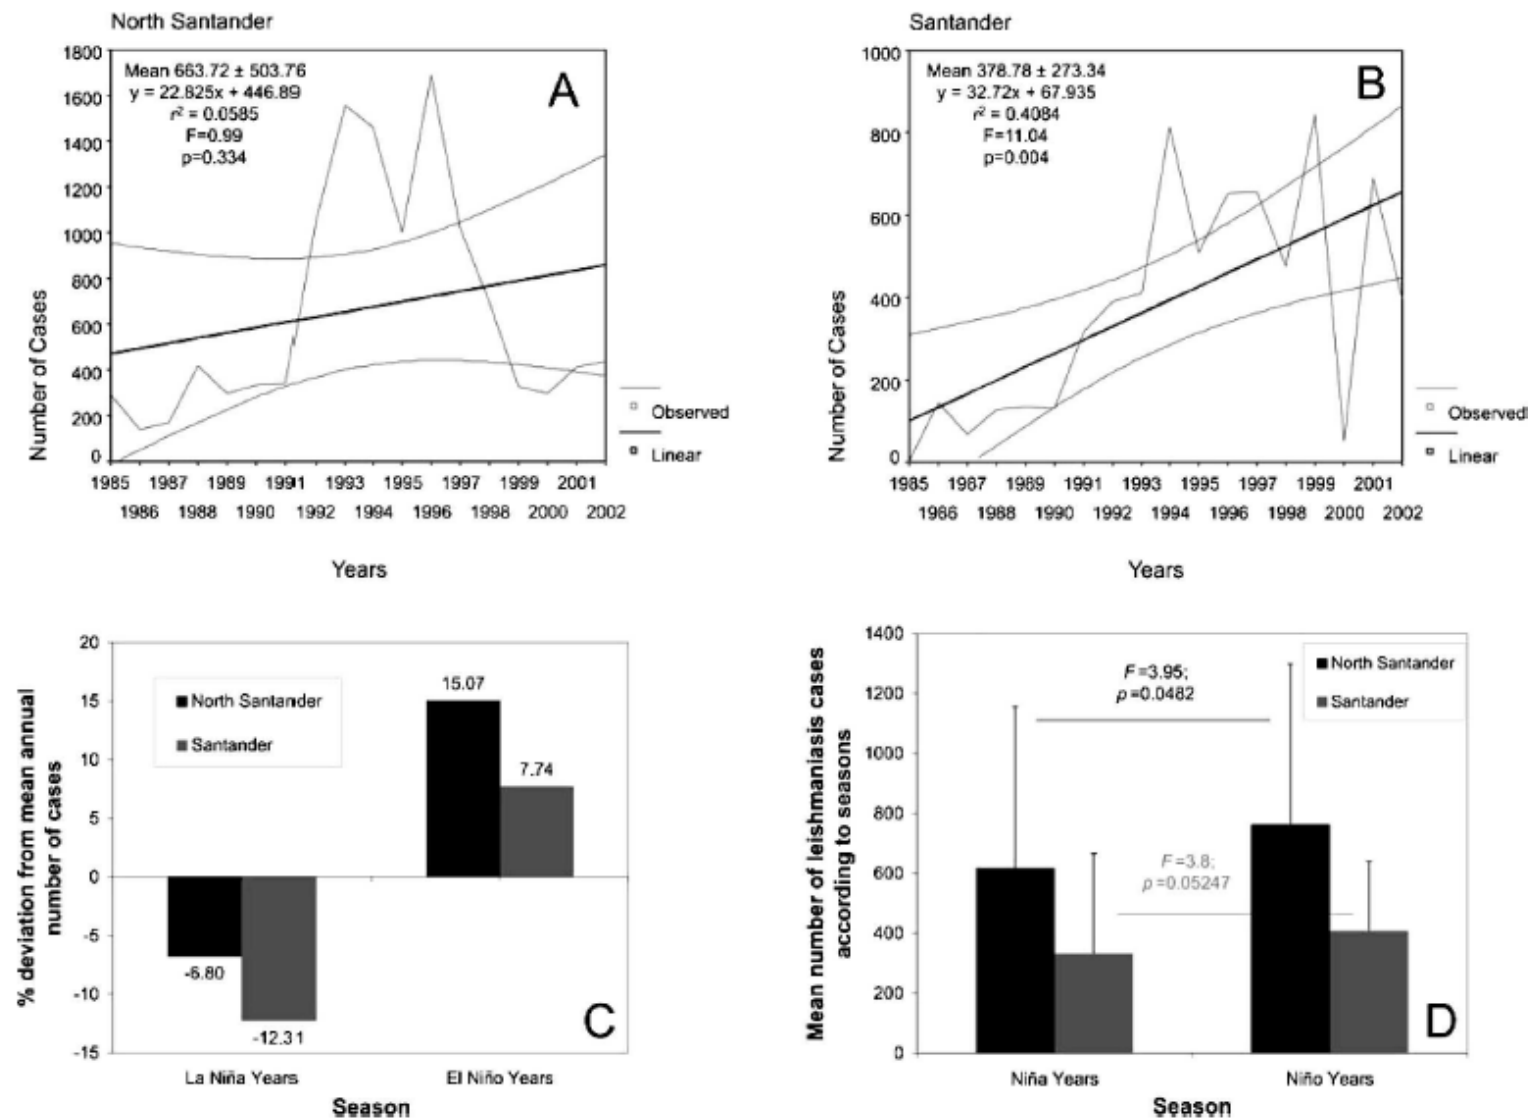 North Santander
1800
1600
1400
1200
1000
800
600
400
200
0
Number of Cases
Mean 663.72 ± 503.76
y = 22.825x + 446.89
r² = 0.0585
F=0.99
p=0.334
A
Observed
Linear
1985 1987 1989 1991 1993 1995 1997 1999 2001
1986 1988 1990 1992 1994 1996 1998 2000 2002
Years
Santander
1000
800
600
400
200
0
Number of Cases
Mean 378.78 ± 273.34
y = 32.72x + 67.935
r² = 0.4084
F=11.04
p=0.004
B
Observed
Linear
1985 1987 1989 1991 1993 1995 1997 1999 2001
1986 1988 1990 1992 1994 1996 1998 2000 2002
Years
% deviation from mean annual
number of cases
20
15
10
5
0
-5
-10
-15
North Santander
Santander
15.07
7.74
-6.80
-12.31
C
La Niña Years El Niño Years
Season
Mean number of leishmaniasis cases
according to seasons
1400
1200
1000
800
600
400
200
0
F=3.95;
p=0.0482
North Santander
Santander
F=3.8;
p=0.05247
D
Niña Years Niño Years
Season